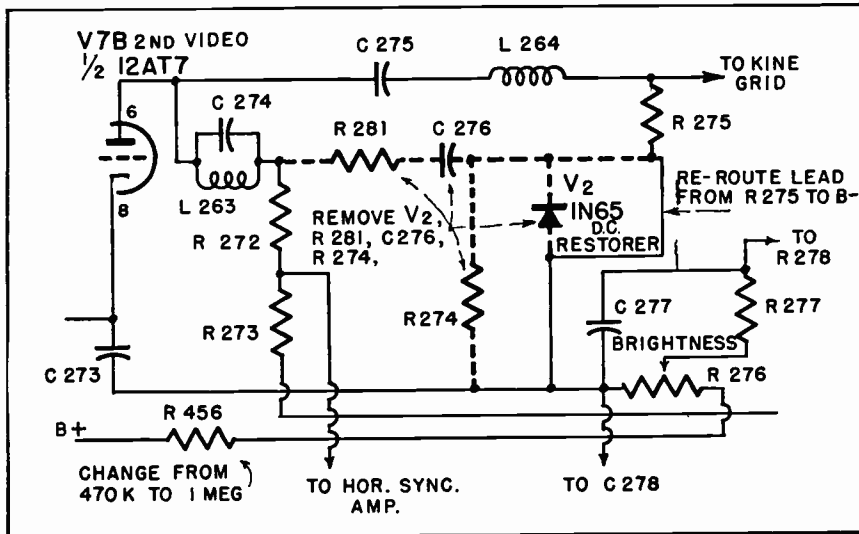 V7B 2ND VIDEO
½ 12AT7
C 275
L 264
TO KINE
GRID
6
C 274
R 281
C 276
R 275
8
L 263
V2
1N65
D.C.
RESTORER
RE-ROUTE LEAD
FROM R 275 TO B-
REMOVE V2,
R 281, C276,
R 274,
R 272
TO
R 278
R 273
R274
C 277
R 277
BRIGHTNESS
C 273
R 276
R 456
B+
CHANGE FROM
470K TO 1 MEG
TO HOR. SYNC.
AMP.
TO C 278